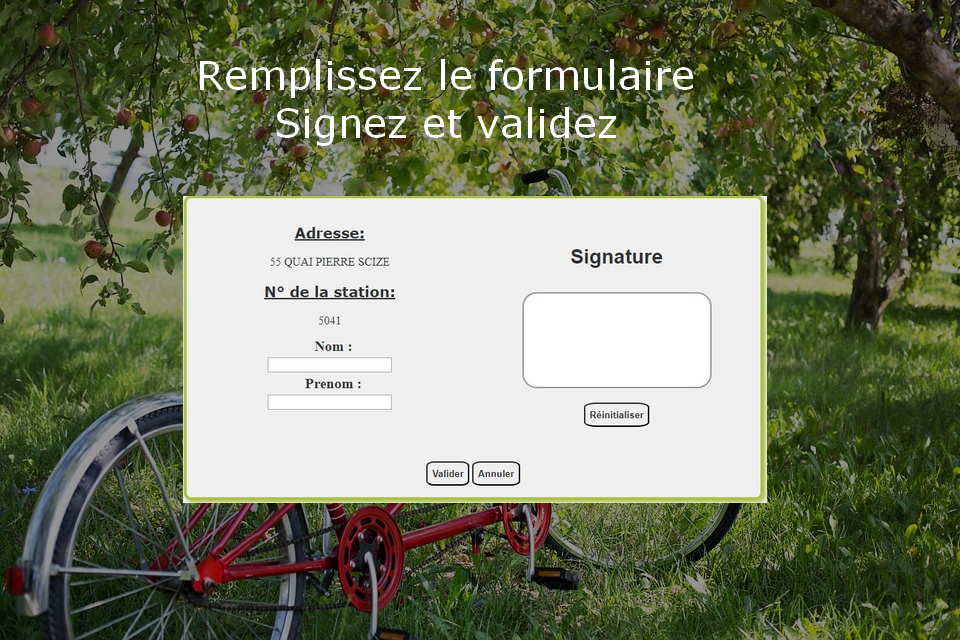 Remplissez le formulaire
Signez et validez
Adresse:
55 QUAI PIERRE SCIZE
N° de la station:
5041
Nom :
Prenom :
Signature
Réinitialiser
Valider
Annuler